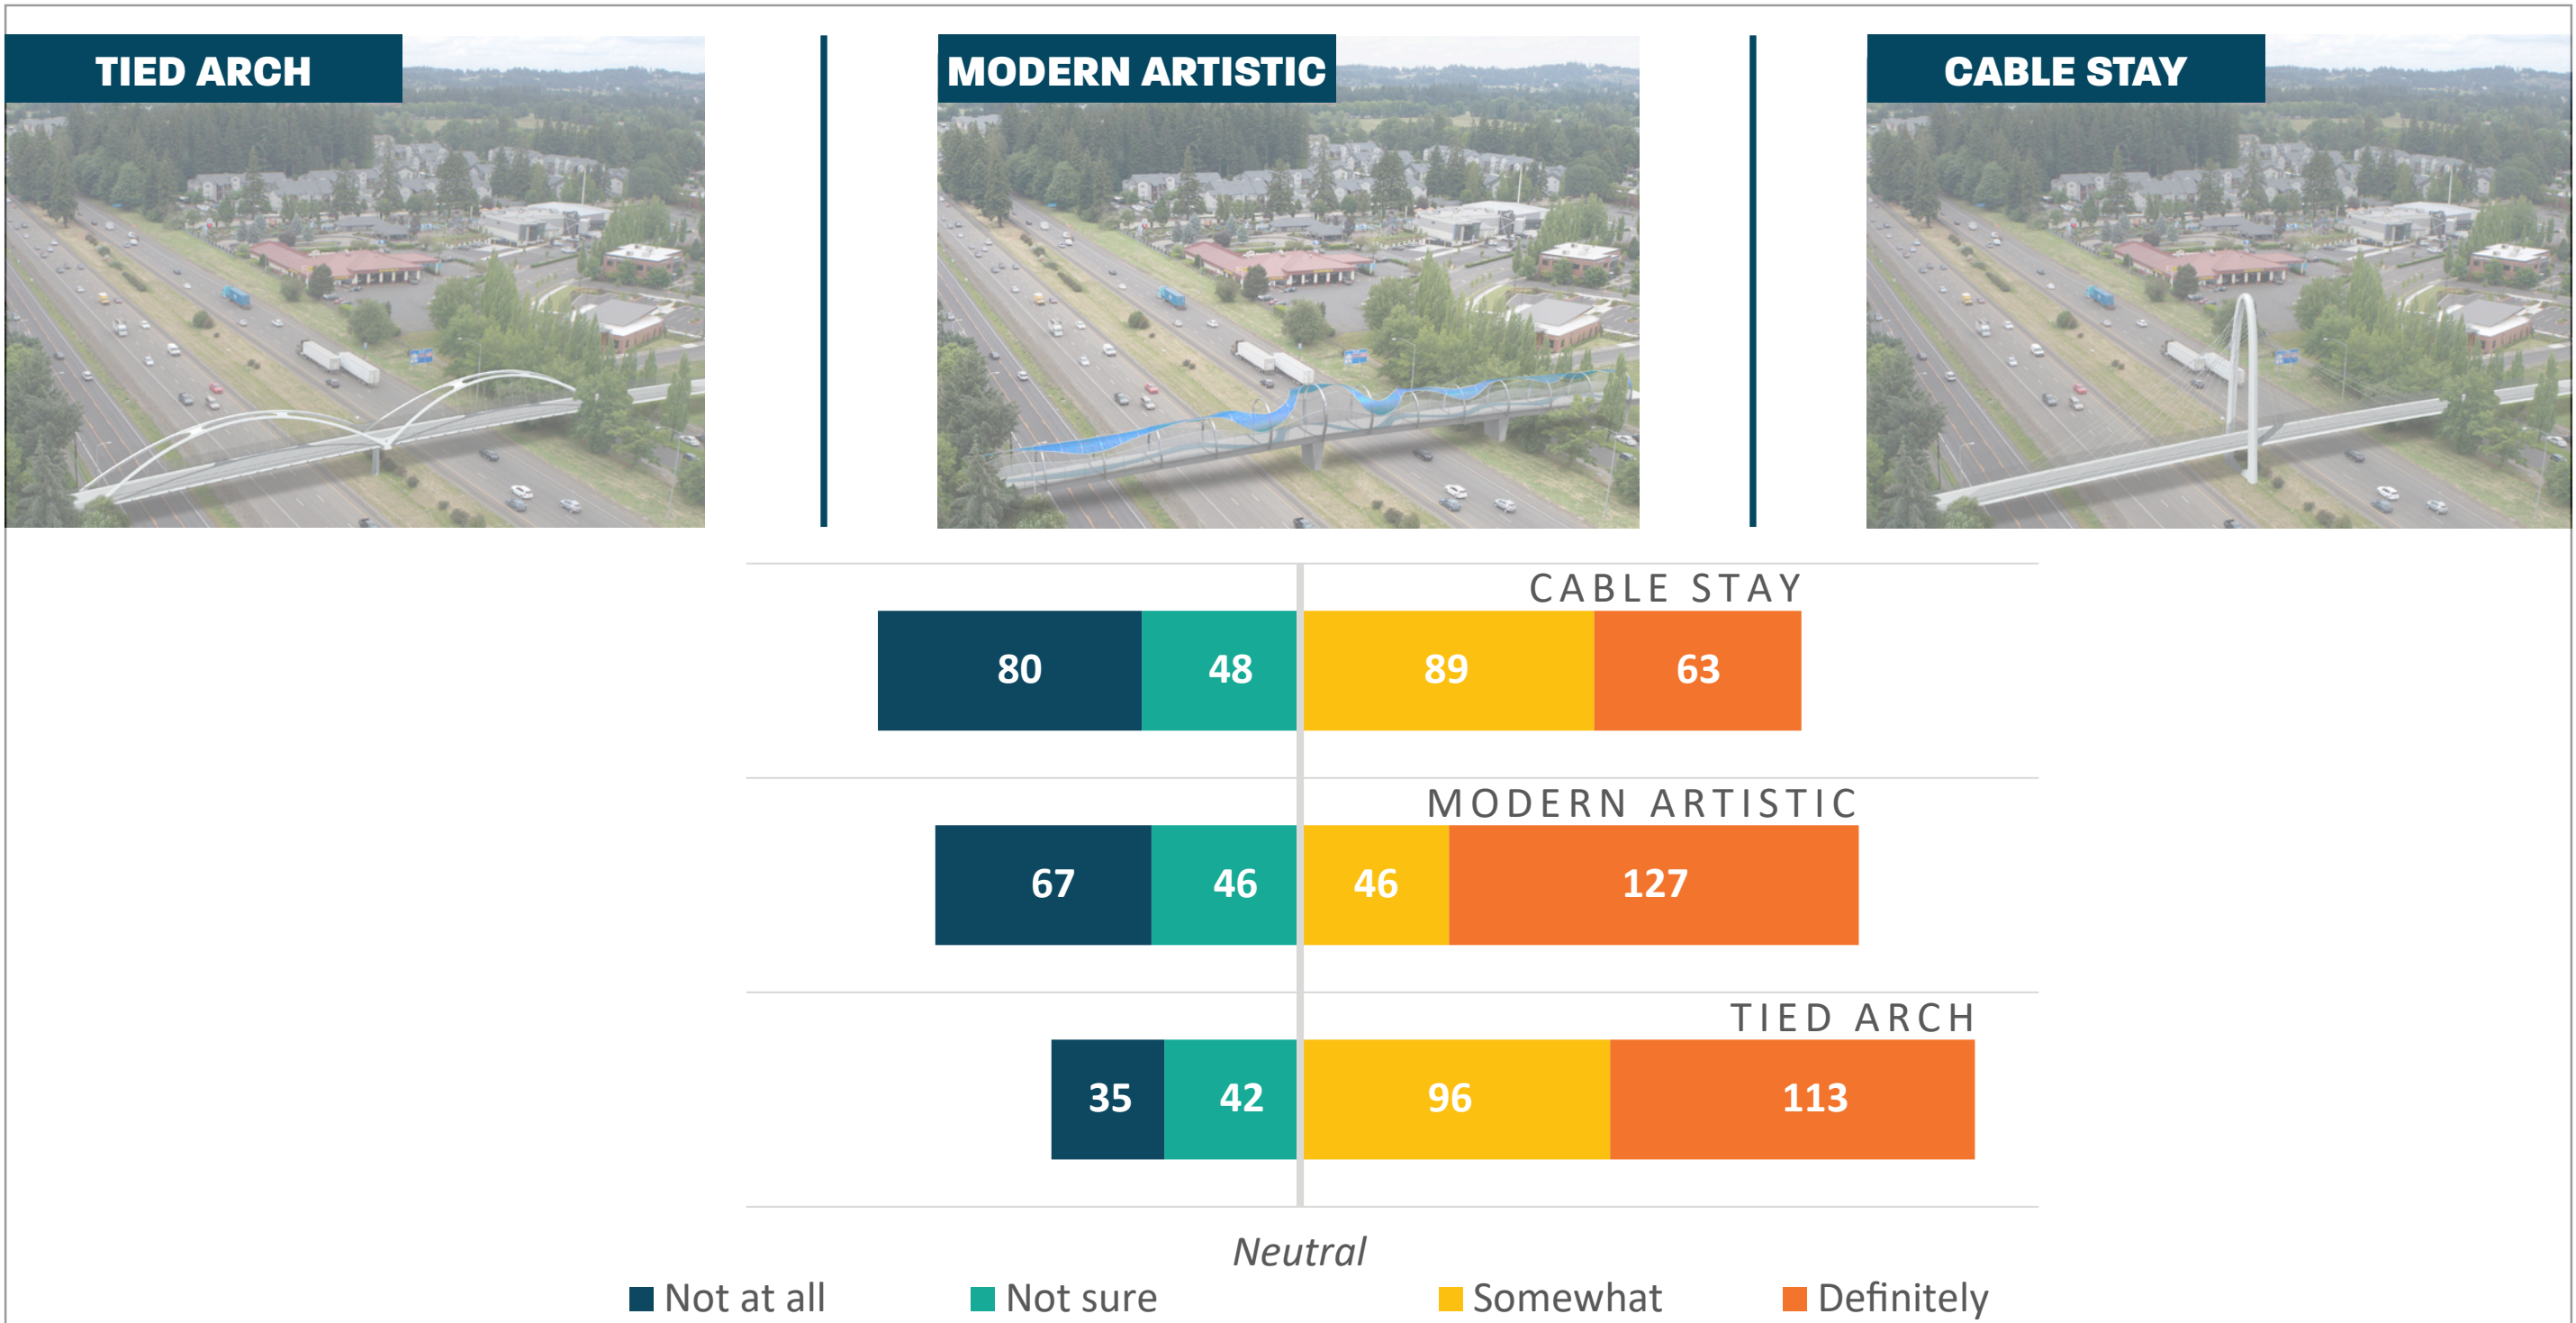 TIED ARCH
MODERN ARTISTIC
CABLE STAY
CABLE STAY
80 48 89 63
MODERN ARTISTIC
67 46 46 127
TIED ARCH
35 42 96 113
Neutral
Not at all Not sure Somewhat Definitely